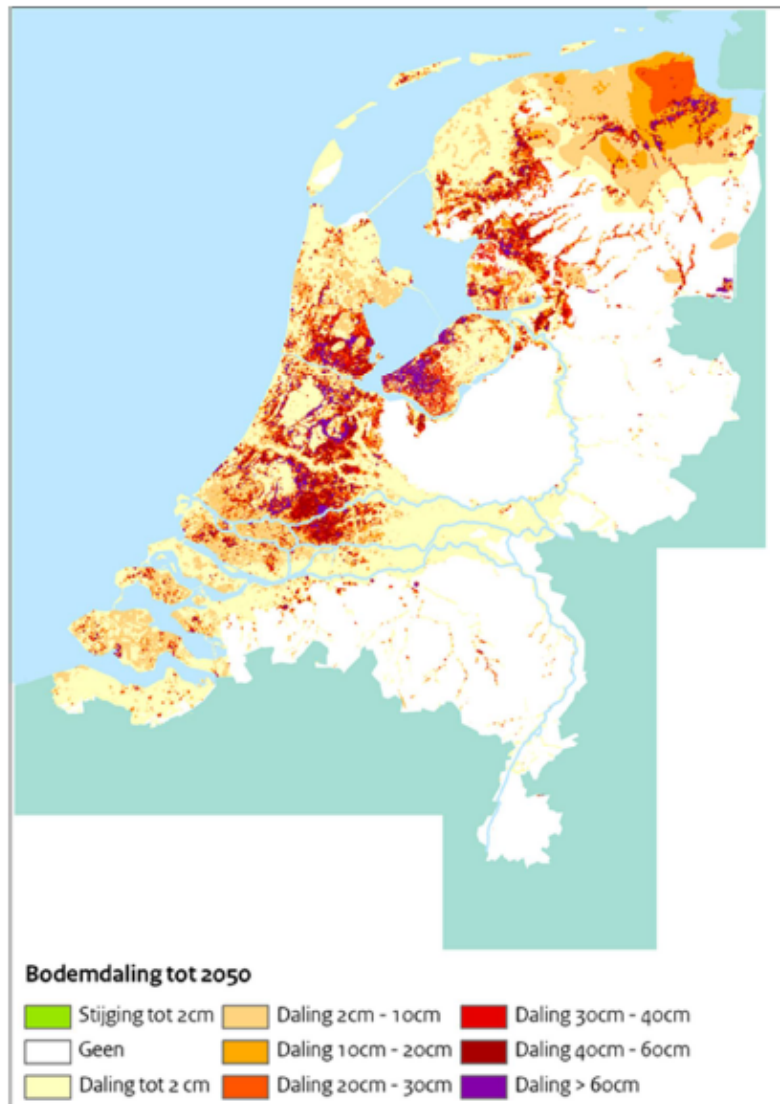 Bodemdaling tot 2050
Stijging tot 2cm
Daling 2cm - 10cm
Daling 30cm - 40cm
Geen
Daling 10cm - 20cm
Daling 40cm - 60cm
Daling tot 2 cm
Daling 20cm - 30cm
Daling > 60cm